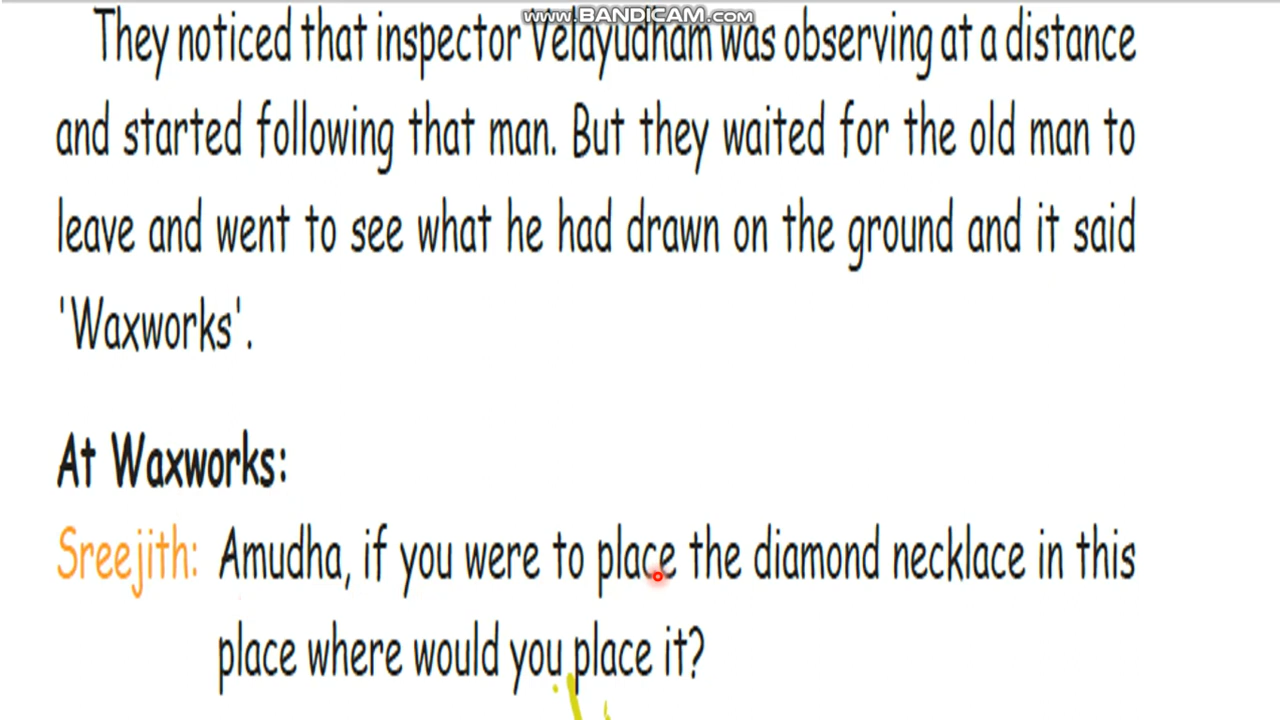 www.BANDICAM.com
They noticed that inspector Velayudham was observing at a distance
and started following that man. But they waited for the old man to
leave and went to see what he had drawn on the ground and it said
'Waxworks'.
At Waxworks:
Sreejith: Amudha, if you were to place the diamond necklace in this
place where would you place it?